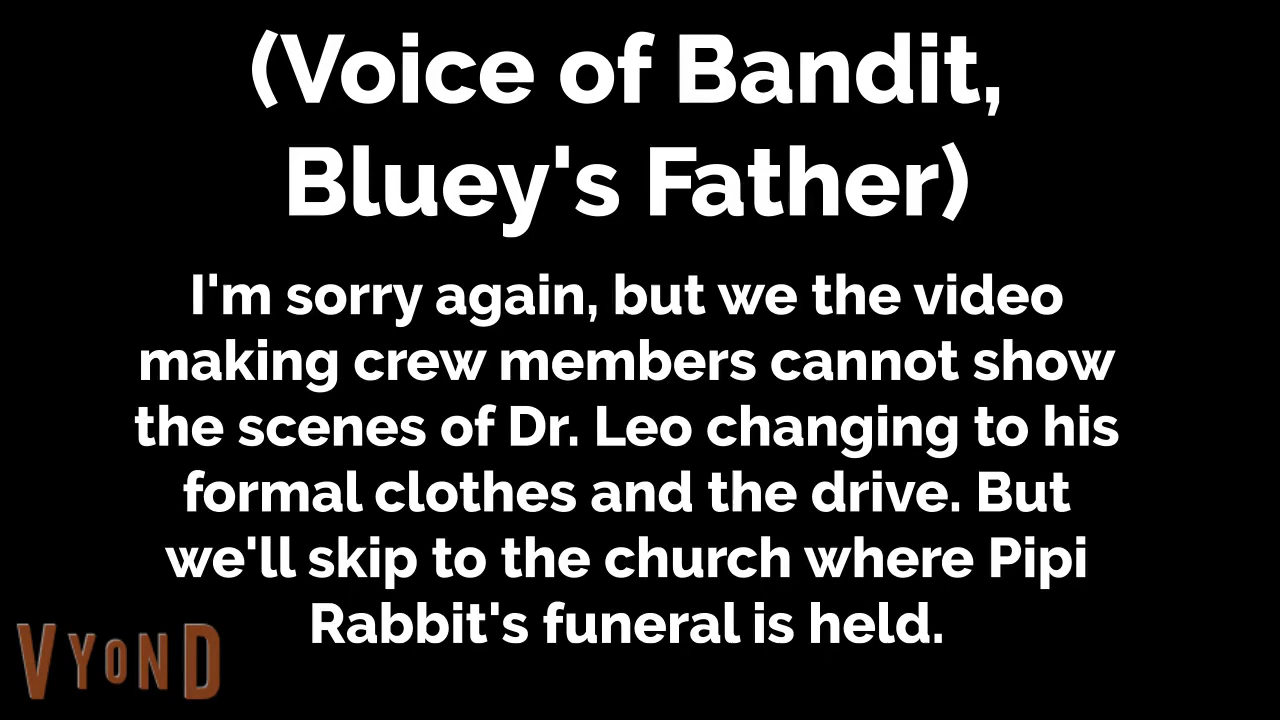 (Voice of Bandit,
Bluey's Father)
I'm sorry again, but we the video
making crew members cannot show
the scenes of Dr. Leo changing to his
formal clothes and the drive. But
we'll skip to the church where Pipi
Rabbit's funeral is held.
VYOND